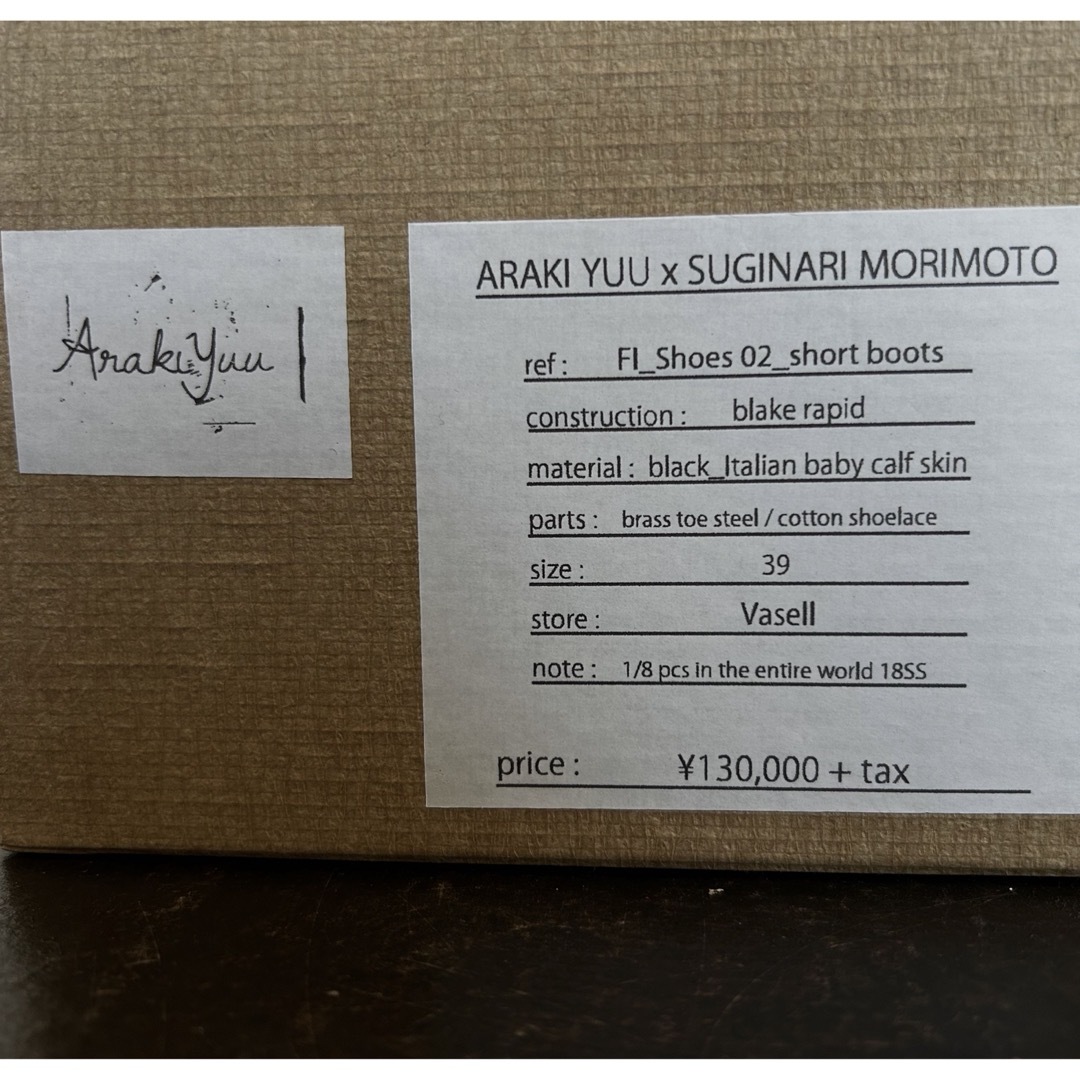 Araki Yuu
ARAKI YUU x SUGINARI MORIMOTO
ref : FI_Shoes 02_short boots
construction : blake rapid
material : black_Italian baby calf skin
parts : brass toe steel / cotton shoelace
size : 39
store : Vasell
note : 1/8 pcs in the entire world 18SS
price : ¥130,000 + tax